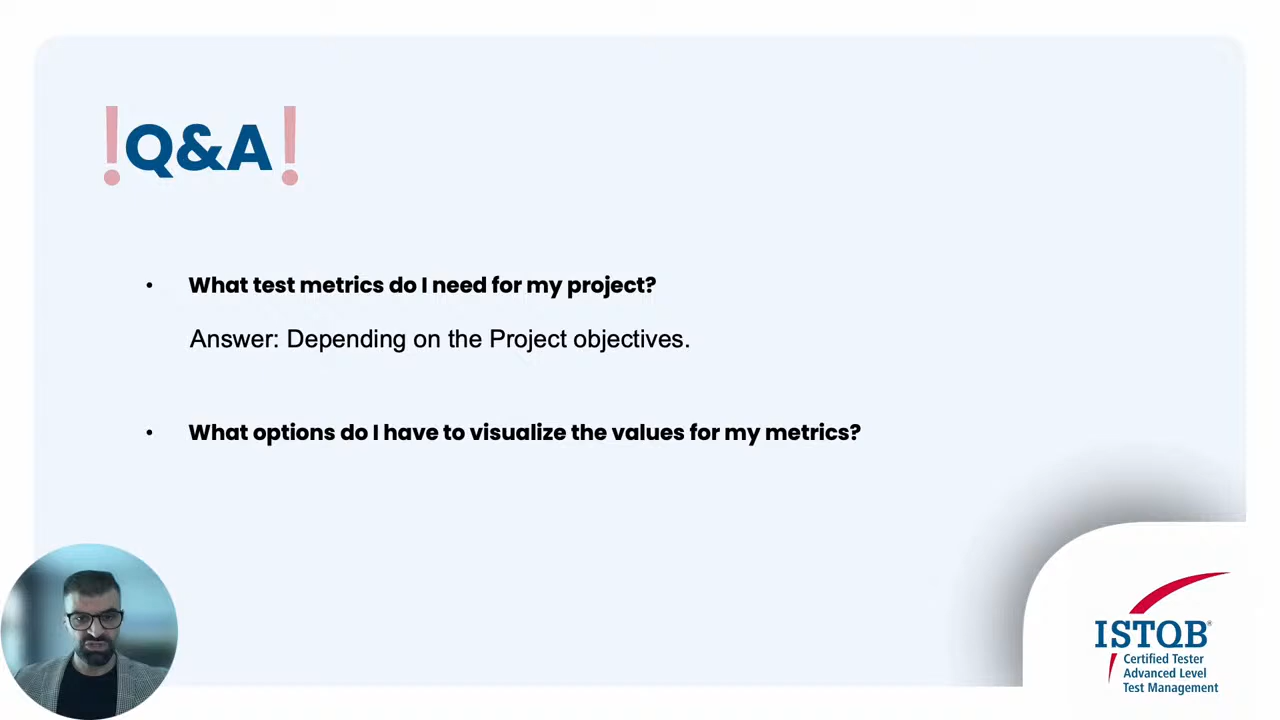 !Q&A!
• What test metrics do I need for my project?
Answer: Depending on the Project objectives.
• What options do I have to visualize the values for my metrics?
ISTQB®
Certified Tester
Advanced Level
Test Management